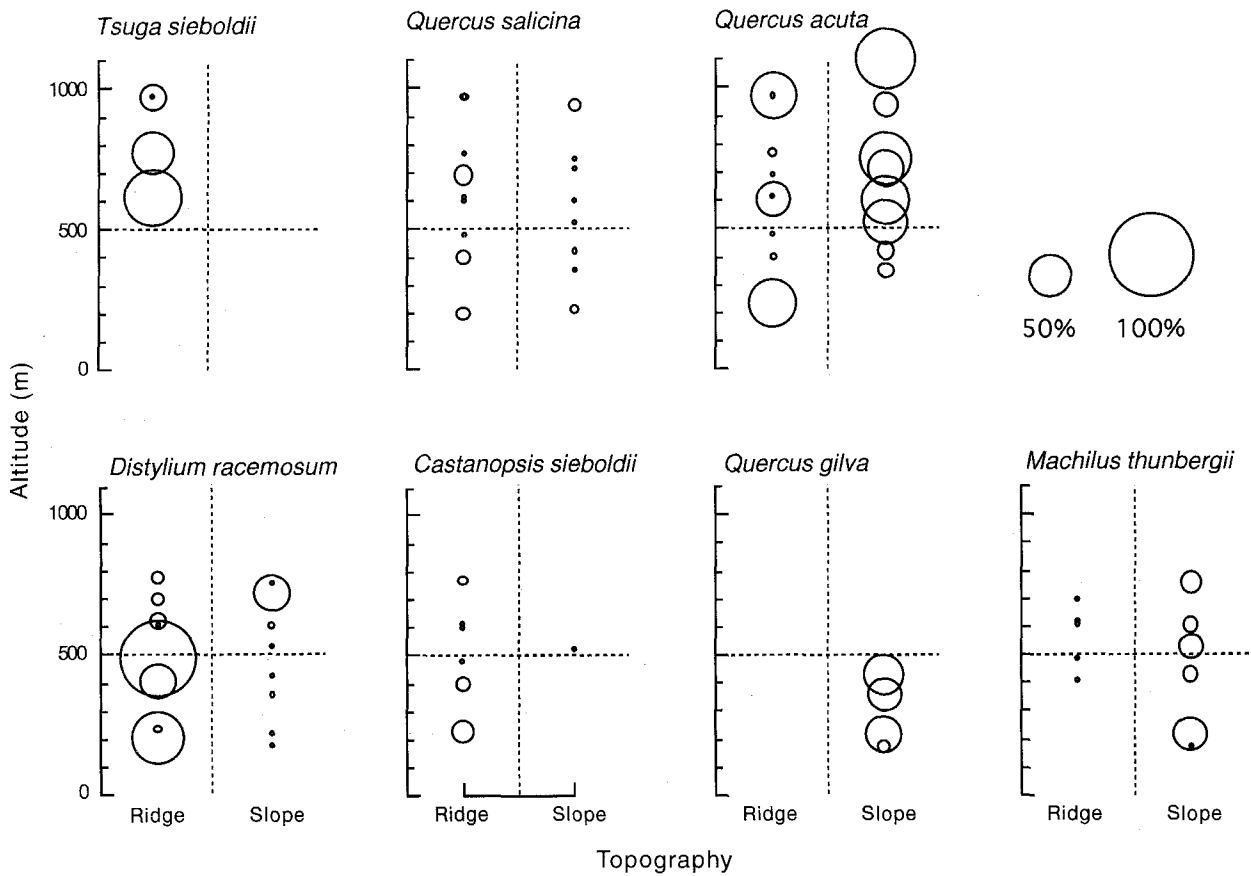 Tsuga sieboldii
Quercus salicina
Quercus acuta
1000
500
0
50%
100%
Altitude (m)
Distylium racemosum
Castanopsis sieboldii
Quercus gilva
Machilus thunbergii
1000
500
0
Ridge
Slope
Ridge
Slope
Ridge
Slope
Ridge
Slope
Topography